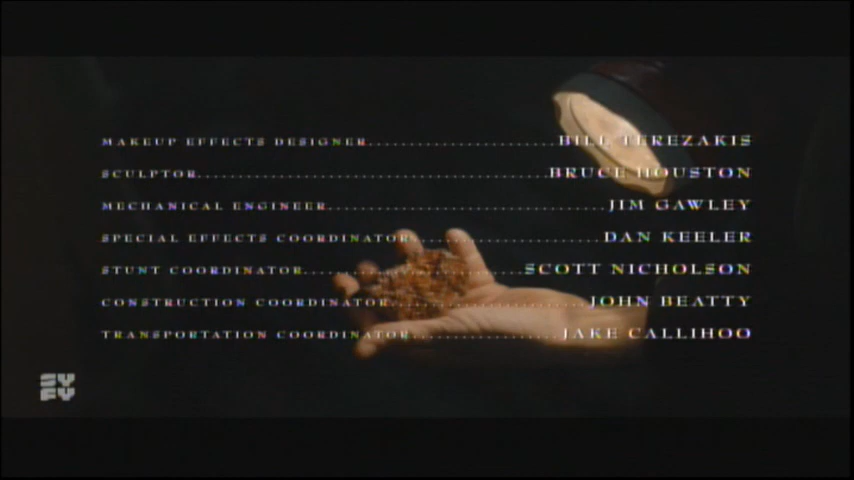 MAKEUP EFFECTS DESIGNER......................BILL TEREZAKIS
SCULPTOR..........................................BRUCE HOUSTON
MECHANICAL ENGINEER.................................JIM GAWLEY
SPECIAL EFFECTS COORDINATOR......................DAN KEELER
STUNT COORDINATOR..........................SCOTT NICHOLSON
CONSTRUCTION COORDINATOR........................JOHN BEATTY
TRANSPORTATION COORDINATOR..................JAKE CALLIHOO
SYFY